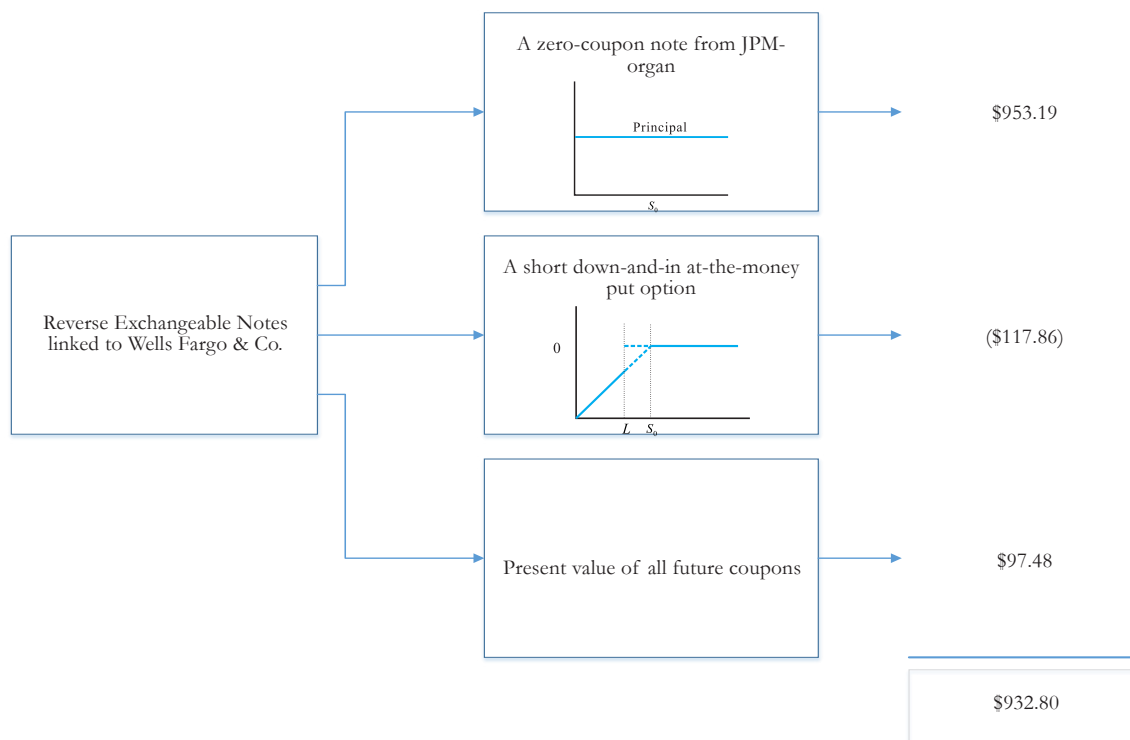 A zero-coupon note from JPM-
organ
Principal
S₀
$953.19
Reverse Exchangeable Notes
linked to Wells Fargo & Co.
A short down-and-in at-the-money
put option
0
L S₀
($117.86)
Present value of all future coupons
$97.48
$932.80